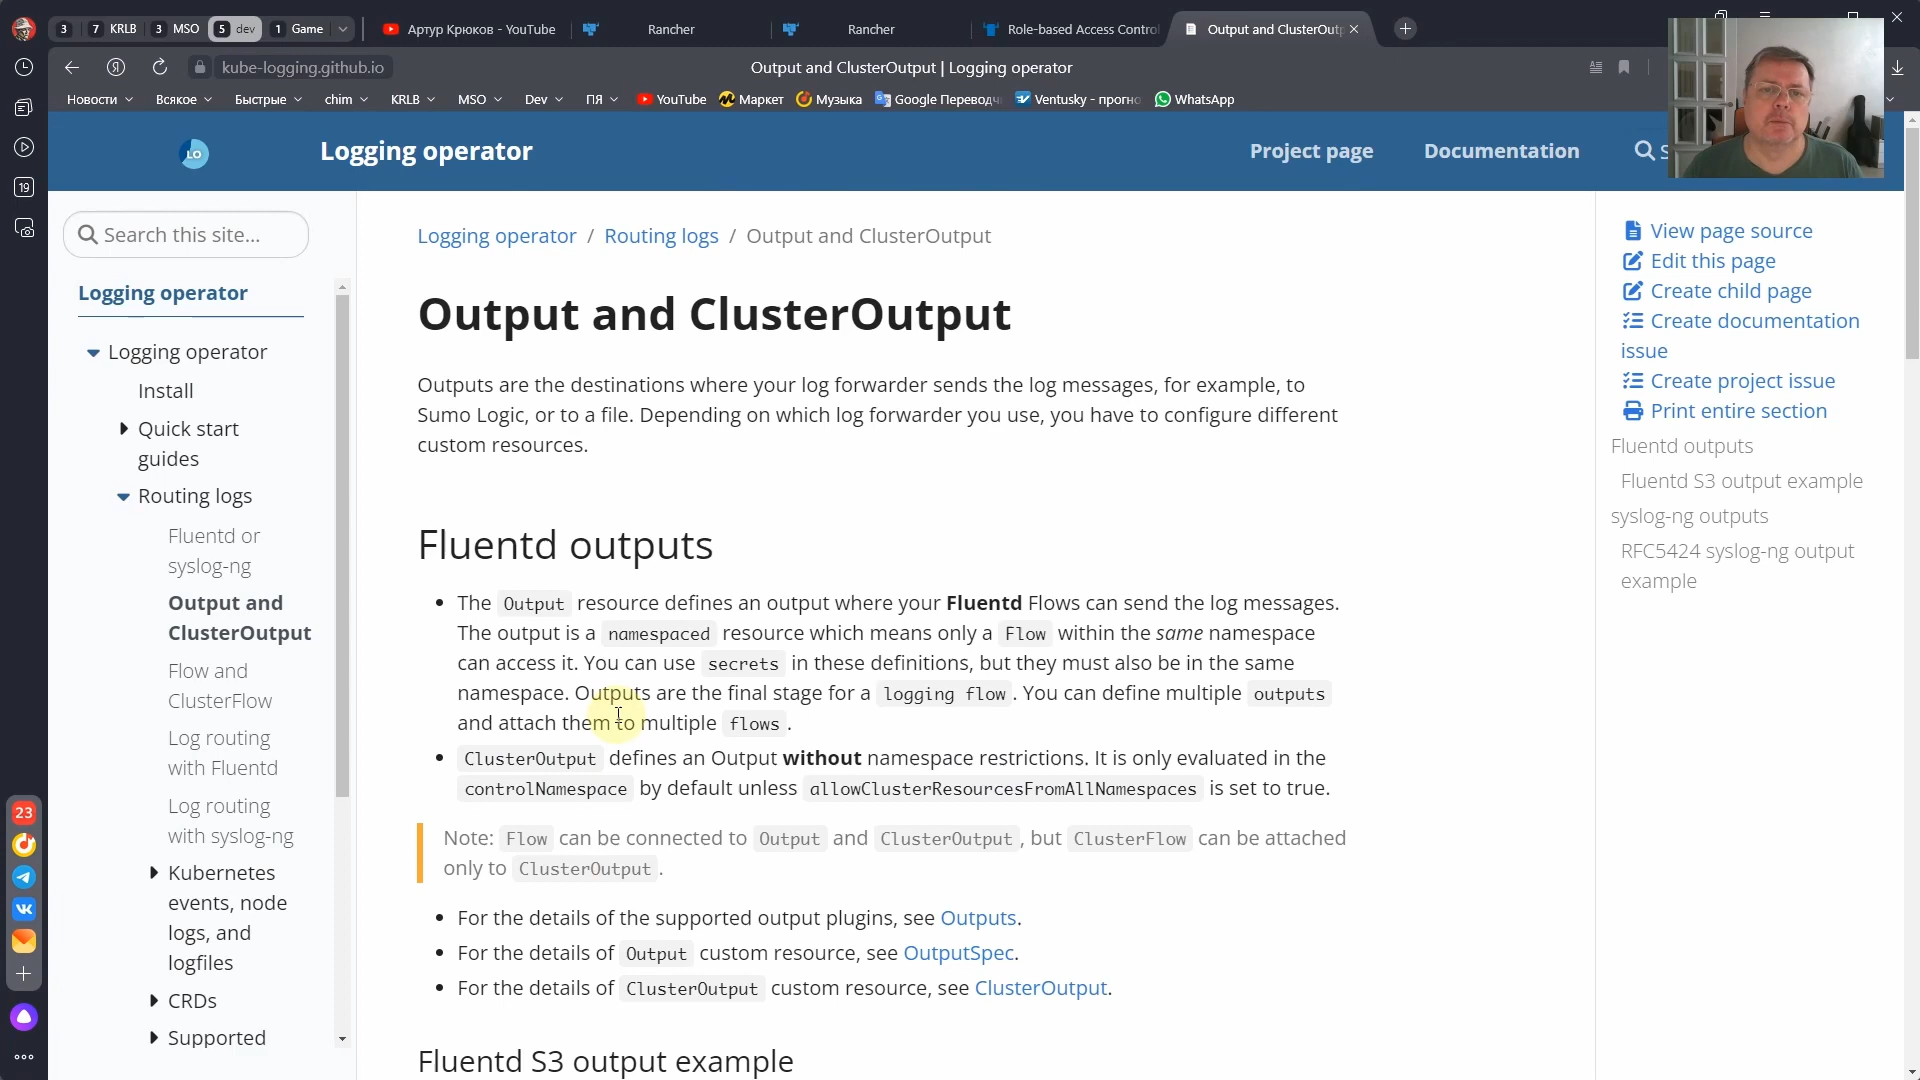 3
7 KRLB
3 MSO
5 dev
1 Game
Артур Крюков - YouTube
Rancher
Rancher
Role-based Access Control
Output and ClusterOutp
kube-logging.github.io
Output and ClusterOutput | Logging operator
Новости
Всякое
Быстрые
chim
KRLB
MSO
Dev
ПЯ
YouTube
Маркет
Музыка
Google Переводч
Ventusky - прогно
WhatsApp
19
23
LO
Logging operator
Project page
Documentation
S
Search this site...
Logging operator
Logging operator
Install
Quick start
guides
Routing logs
Fluentd or
syslog-ng
Output and
ClusterOutput
Flow and
ClusterFlow
Log routing
with Fluentd
Log routing
with syslog-ng
Kubernetes
events, node
logs, and
logfiles
CRDs
Supported
Logging operator / Routing logs / Output and ClusterOutput
Output and ClusterOutput
Outputs are the destinations where your log forwarder sends the log messages, for example, to
Sumo Logic, or to a file. Depending on which log forwarder you use, you have to configure different
custom resources.
Fluentd outputs
• The Output resource defines an output where your Fluentd Flows can send the log messages.
The output is a namespaced resource which means only a Flow within the same namespace
can access it. You can use secrets in these definitions, but they must also be in the same
namespace. Outputs are the final stage for a logging flow. You can define multiple outputs
and attach them to multiple flows.
• ClusterOutput defines an Output without namespace restrictions. It is only evaluated in the
controlNamespace by default unless allowClusterResourcesFromAllNamespaces is set to true.
Note: Flow can be connected to Output and ClusterOutput, but ClusterFlow can be attached
only to ClusterOutput.
• For the details of the supported output plugins, see Outputs.
• For the details of Output custom resource, see OutputSpec.
• For the details of ClusterOutput custom resource, see ClusterOutput.
Fluentd S3 output example
View page source
Edit this page
Create child page
Create documentation
issue
Create project issue
Print entire section
Fluentd outputs
Fluentd S3 output example
syslog-ng outputs
RFC5424 syslog-ng output
example